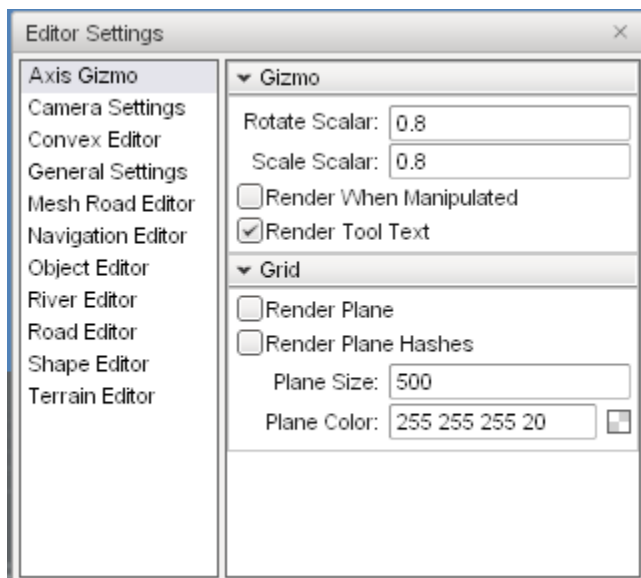 Editor Settings
Axis Gizmo
Camera Settings
Convex Editor
General Settings
Mesh Road Editor
Navigation Editor
Object Editor
River Editor
Road Editor
Shape Editor
Terrain Editor
Gizmo
Rotate Scalar: 0.8
Scale Scalar: 0.8
Render When Manipulated
Render Tool Text
Grid
Render Plane
Render Plane Hashes
Plane Size: 500
Plane Color: 255 255 255 20